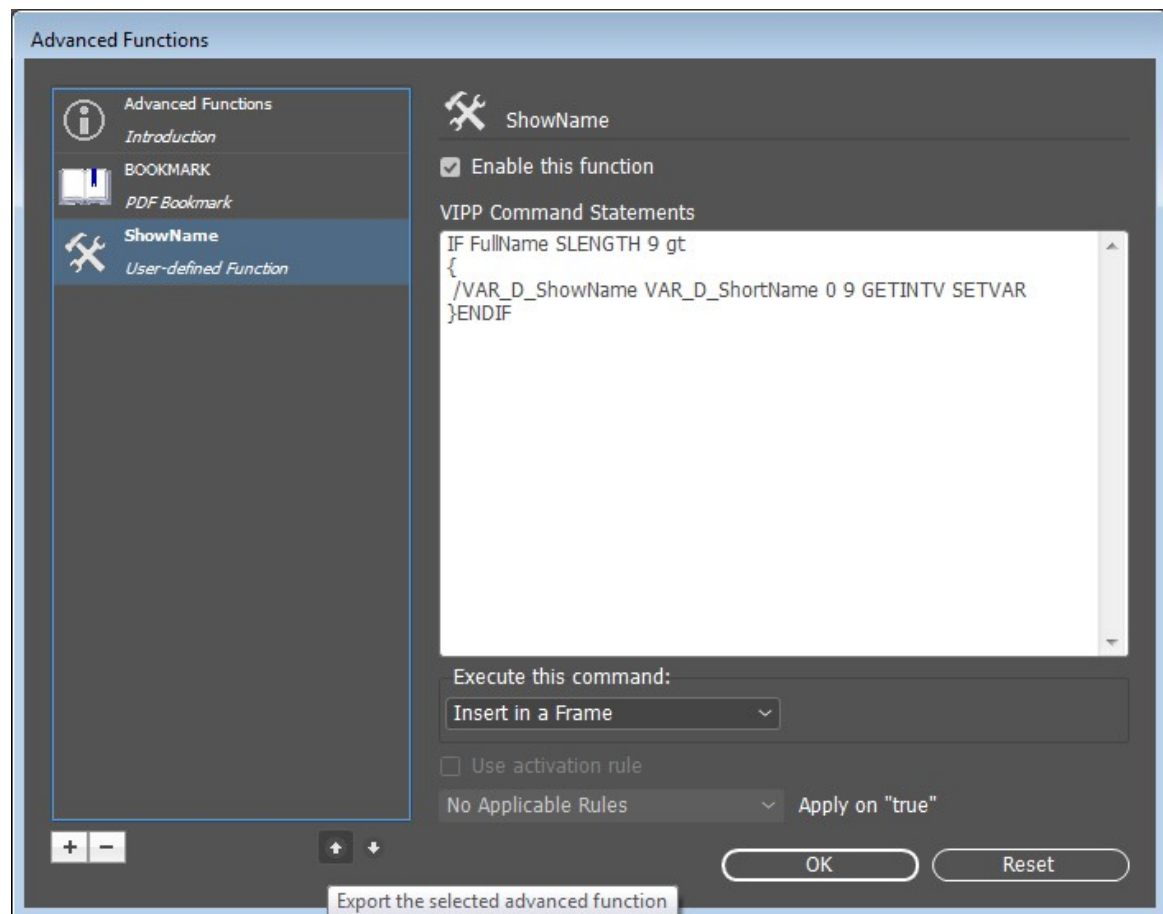 Advanced Functions
Advanced Functions
Introduction
BOOKMARK
PDF Bookmark
ShowName
User-defined Function
ShowName
Enable this function
VIPP Command Statements
IF FullName SLENGTH 9 gt
{
/VAR_D_ShowName VAR_D_ShortName 0 9 GETINTV SETVAR
}ENDIF
Execute this command:
Insert in a Frame
Use activation rule
No Applicable Rules Apply on "true"
+ −
OK Reset
Export the selected advanced function